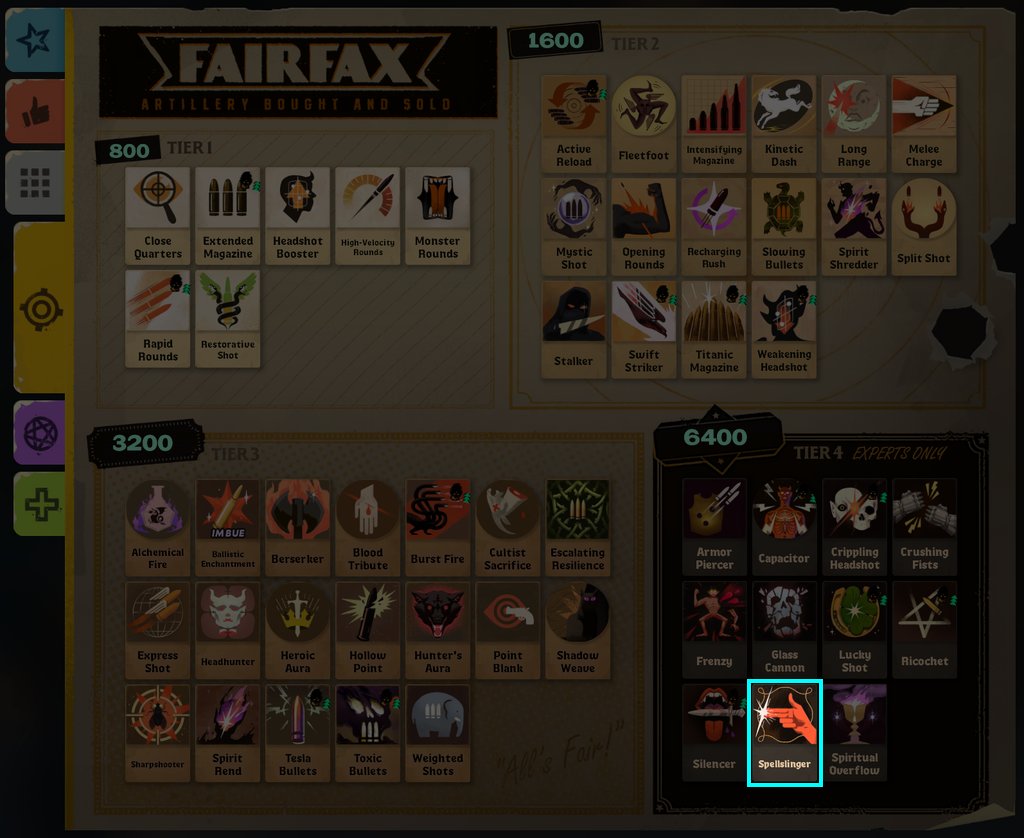 FAIRFAX
ARTILLERY BOUGHT AND SOLD
800 TIER 1
Close Quarters
Extended Magazine
Headshot Booster
High-Velocity Rounds
Monster Rounds
Rapid Rounds
Restorative Shot
1600 TIER 2
Active Reload
Fleetfoot
Intensifying Magazine
Kinetic Dash
Long Range
Melee Charge
Mystic Shot
Opening Rounds
Recharging Rush
Slowing Bullets
Spirit Shredder
Split Shot
Stalker
Swift Striker
Titanic Magazine
Weakening Headshot
3200 TIER 3
Alchemical Fire
IMBUE
Ballistic Enchantment
Berserker
Blood Tribute
Burst Fire
Cultist Sacrifice
Escalating Resilience
Express Shot
Headhunter
Heroic Aura
Hollow Point
Hunter's Aura
Point Blank
Shadow Weave
Sharpshooter
Spirit Rend
Tesla Bullets
Toxic Bullets
Weighted Shots
"All's Fair!"
6400 TIER 4 EXPERTS ONLY
Armor Piercer
Capacitor
Crippling Headshot
Crushing Fists
Frenzy
Glass Cannon
Lucky Shot
Ricochet
Silencer
Spellslinger
Spiritual Overflow